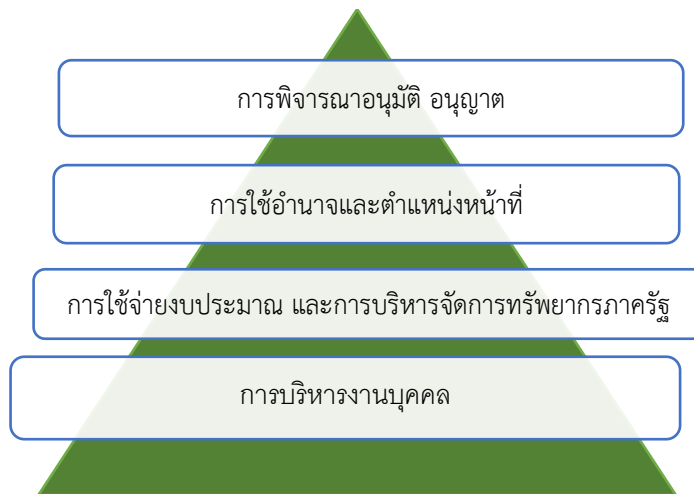 การพิจารณาอนุมัติ อนุญาต
การใช้อำนาจและตำแหน่งหน้าที่
การใช้จ่ายงบประมาณ และการบริหารจัดการทรัพยากรภาครัฐ
การบริหารงานบุคคล